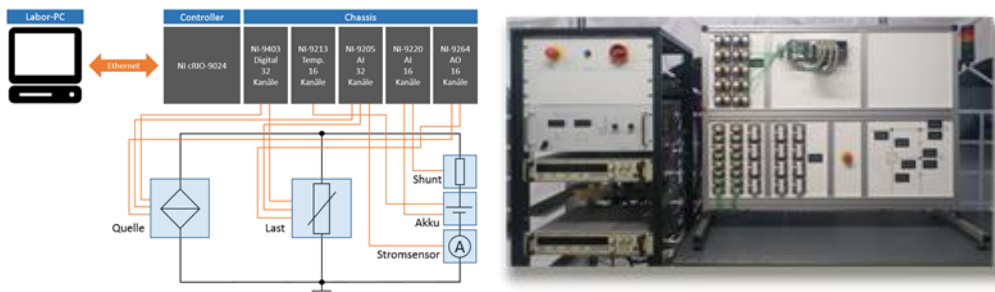 Labor-PC
Controller
Chassis
Ethernet
NI cRIO-9024
NI-9403
Digital
32
Kanäle
NI-9213
Temp.
16
Kanäle
NI-9205
AI
32
Kanäle
NI-9220
AI
16
Kanäle
NI-9264
AO
16
Kanäle
Shunt
Quelle
Last
Akku
Stromsensor
A